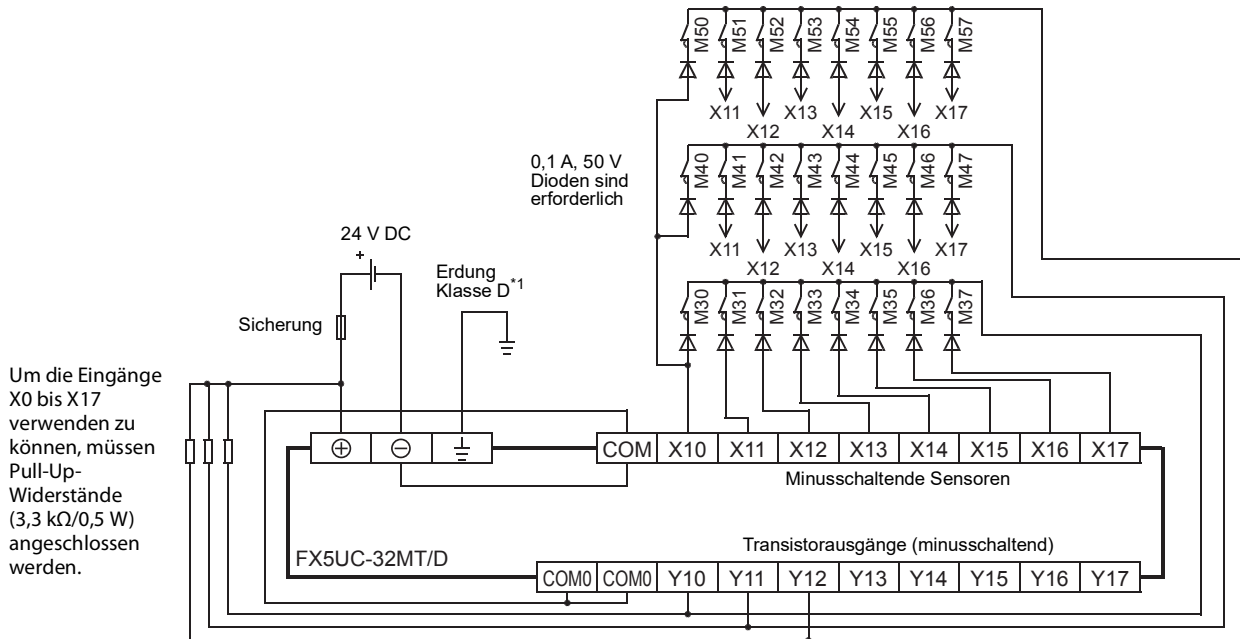 M50 M51 M52 M53 M54 M55 M56 M57
X11 X13 X15 X17
X12 X14 X16
0,1 A, 50 V
Dioden sind
erforderlich
M40 M41 M42 M43 M44 M45 M46 M47
X11 X13 X15 X17
X12 X14 X16
24 V DC
+
Erdung
Klasse D*1
M30 M31 M32 M33 M34 M35 M36 M37
Sicherung
Um die Eingänge
X0 bis X17
verwenden zu
können, müssen
Pull-Up-
Widerstände
(3,3 kΩ/0,5 W)
angeschlossen
werden.
⊕ ⊖
COM X10 X11 X12 X13 X14 X15 X16 X17
Minusschaltende Sensoren
Transistorausgänge (minusschaltend)
FX5UC-32MT/D
COM0 COM0 Y10 Y11 Y12 Y13 Y14 Y15 Y16 Y17